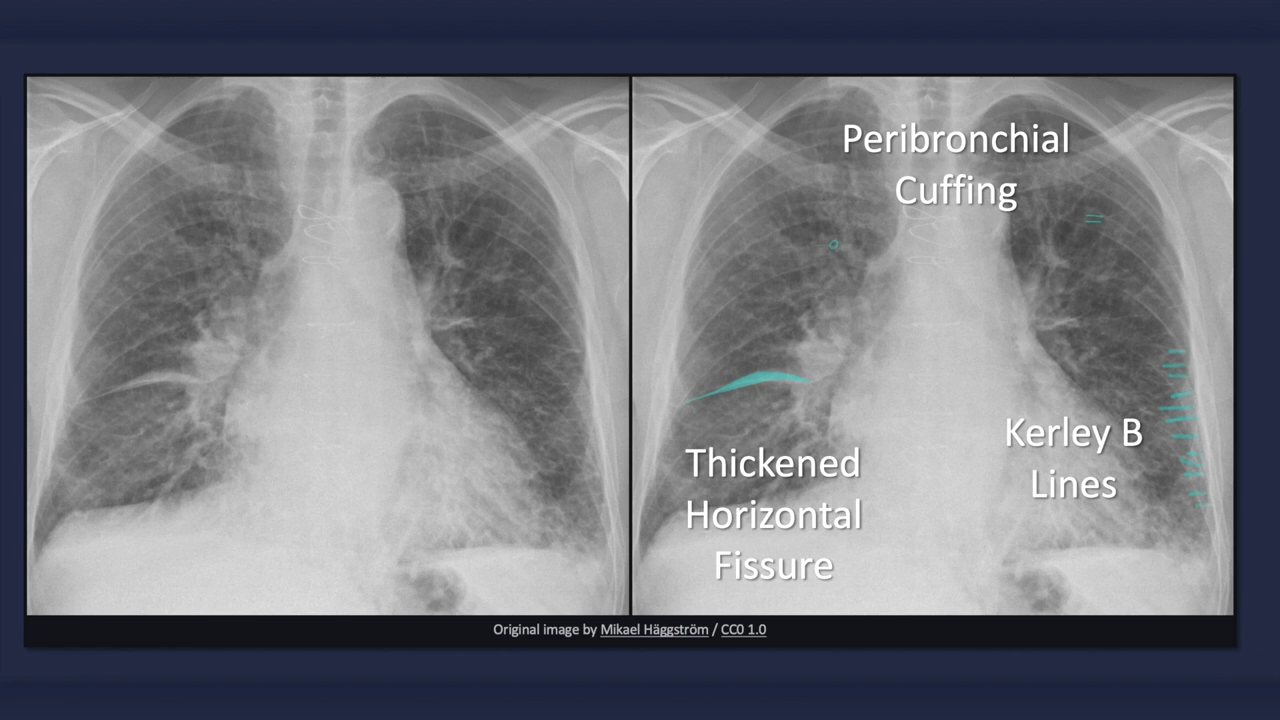 Peribronchial
Cuffing
Kerley B
Lines
Thickened
Horizontal
Fissure
Original image by Mikael Häggström / CC0 1.0